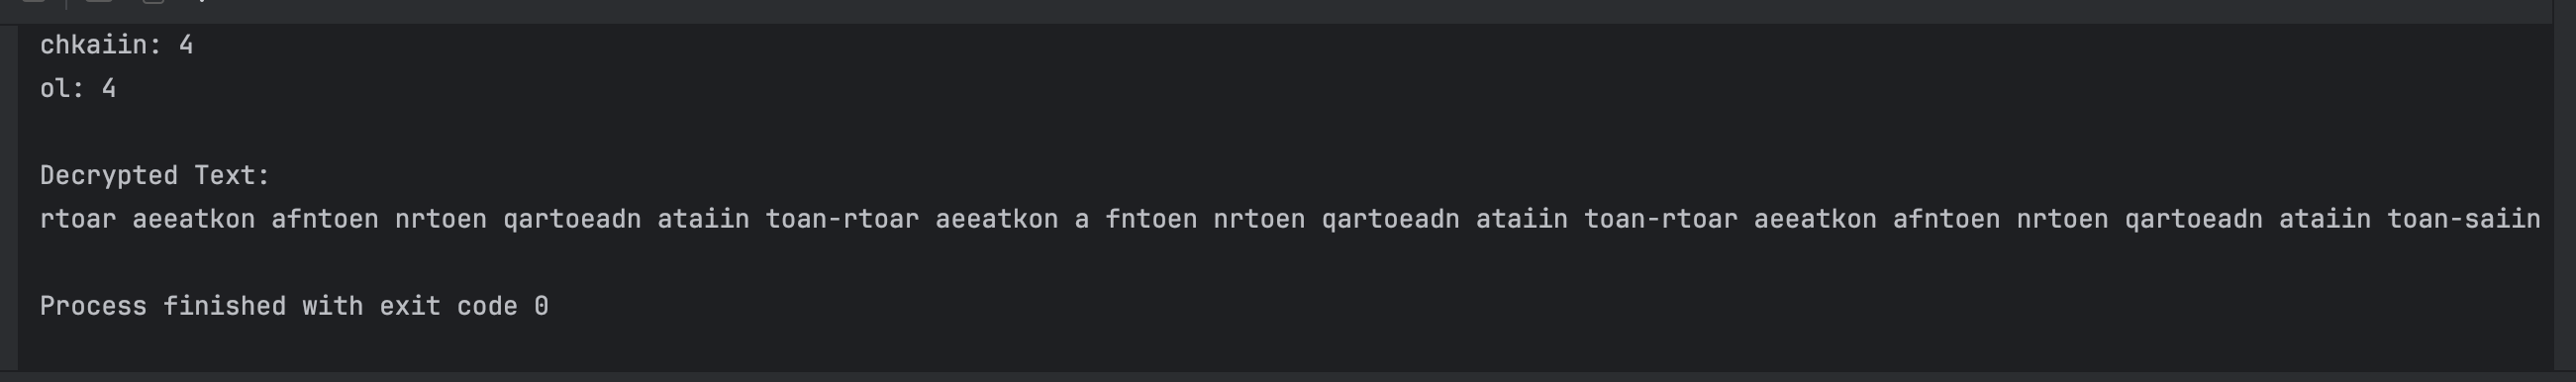 chkaiin: 4
ol: 4
Decrypted Text:
rtoar aeeatkon afntoen nrtoen qartoeadn ataiin toan-rtoar aeeatkon a fntoen nrtoen qartoeadn ataiin toan-rtoar aeeatkon afntoen nrtoen qartoeadn ataiin toan-saiin
Process finished with exit code 0